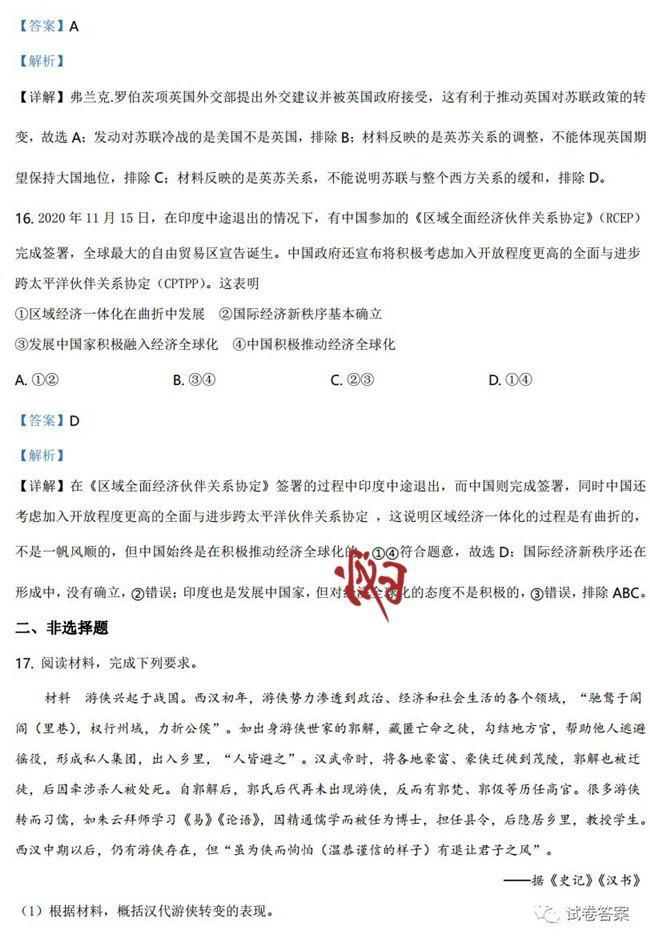 【答案】A
【解析】
【详解】弗兰克.罗伯茨项英国外交部提出外交建议并被英国政府接受，这有利于推动英国对苏联政策的转
变，故选 A；发动对苏联冷战的是美国不是英国，排除 B；材料反映的是英苏关系的调整，不能体现英国期
望保持大国地位，排除 C；材料反映的是英苏关系，不能说明苏联与整个西方关系的缓和，排除 D。
16. 2020 年 11 月 15 日，在印度中途退出的情况下，有中国参加的《区域全面经济伙伴关系协定》（RCEP）
完成签署，全球最大的自由贸易区宣告诞生。中国政府还宣布将积极考虑加入开放程度更高的全面与进步
跨太平洋伙伴关系协定（CPTPP）。这表明
①区域经济一体化在曲折中发展 ②国际经济新秩序基本确立
③发展中国家积极融入经济全球化 ④中国积极推动经济全球化
A. ①② B. ③④ C. ②③ D. ①④
【答案】D
【解析】
【详解】在《区域全面经济伙伴关系协定》签署的过程中印度中途退出，而中国则完成签署，同时中国还
考虑加入开放程度更高的全面与进步跨太平洋伙伴关系协定 ，这说明区域经济一体化的过程是有曲折的，
不是一帆风顺的，但中国始终是在积极推动经济全球化的，①④符合题意，故选 D；国际经济新秩序还在
形成中，没有确立，②错误；印度也是发展中国家，但对经济全球化的态度不是积极的，③错误，排除 ABC。
二、非选择题
17. 阅读材料，完成下列要求。
材料 游侠兴起于战国。西汉初年，游侠势力渗透到政治、经济和社会生活的各个领域，“驰骛于阎
阎（里巷），权行州域，力折公侯”。如出身游侠世家的郭解，藏匿亡命之徒，勾结地方官，帮助他人逃避
徭役，形成私人集团，出入乡里，“人皆避之”。汉武帝时，将各地豪富、豪侠迁徙到茂陵，郭解也被迁
徙，后因牵涉杀人被处死。自郭解后，郭氏后代再未出现游侠，反而有郭梵、郭伋等历任高官。很多游侠
转而习儒，如朱云拜师学习《易》《论语》，因精通儒学而被任为博士，担任县令，后隐居乡里，教授学生。
西汉中期以后，仍有游侠存在，但“虽为侠而恂恂（温恭谨信的样子）有退让君子之风”。
——据《史记》《汉书》
（1）根据材料，概括汉代游侠转变的表现。
试卷答案